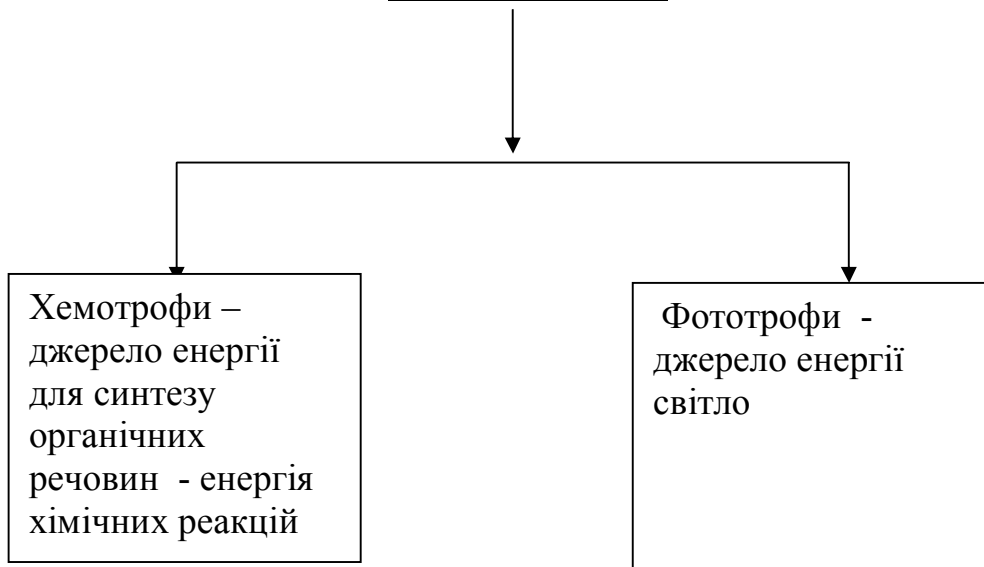 Хемотрофи –
джерело енергії
для синтезу
органічних
речовин - енергія
хімічних реакцій
Фототрофи -
джерело енергії
світло